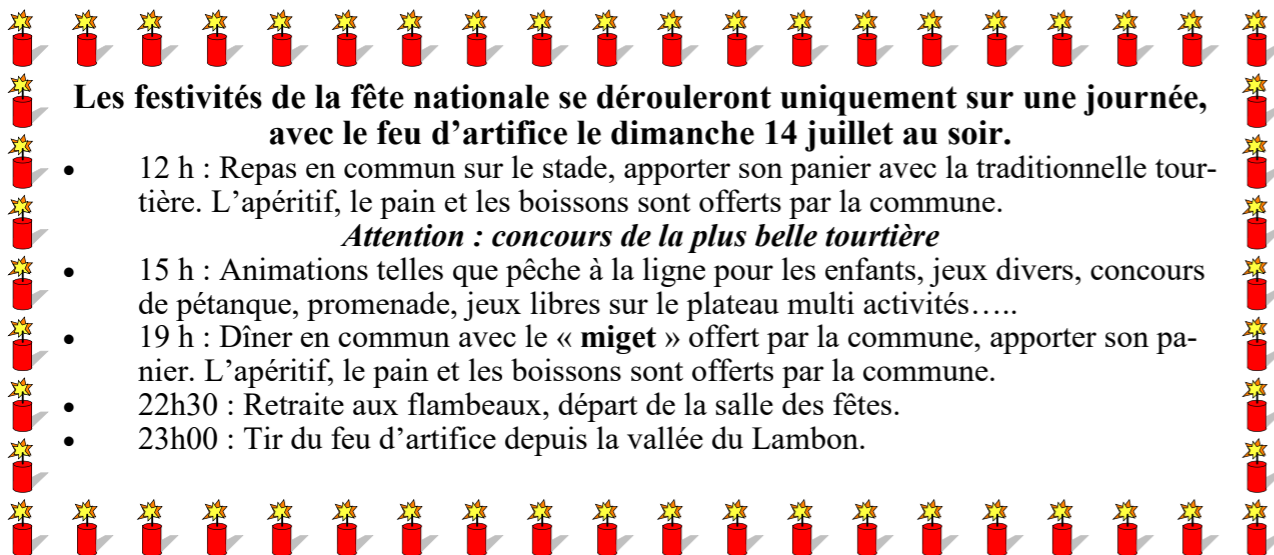 Les festivités de la fête nationale se dérouleront uniquement sur une journée,
avec le feu d’artifice le dimanche 14 juillet au soir.
• 12 h : Repas en commun sur le stade, apporter son panier avec la traditionnelle tour-
tière. L’apéritif, le pain et les boissons sont offerts par la commune.
Attention : concours de la plus belle tourtière
• 15 h : Animations telles que pêche à la ligne pour les enfants, jeux divers, concours
de pétanque, promenade, jeux libres sur le plateau multi activités…..
• 19 h : Dîner en commun avec le « miget » offert par la commune, apporter son pa-
nier. L’apéritif, le pain et les boissons sont offerts par la commune.
• 22h30 : Retraite aux flambeaux, départ de la salle des fêtes.
• 23h00 : Tir du feu d’artifice depuis la vallée du Lambon.